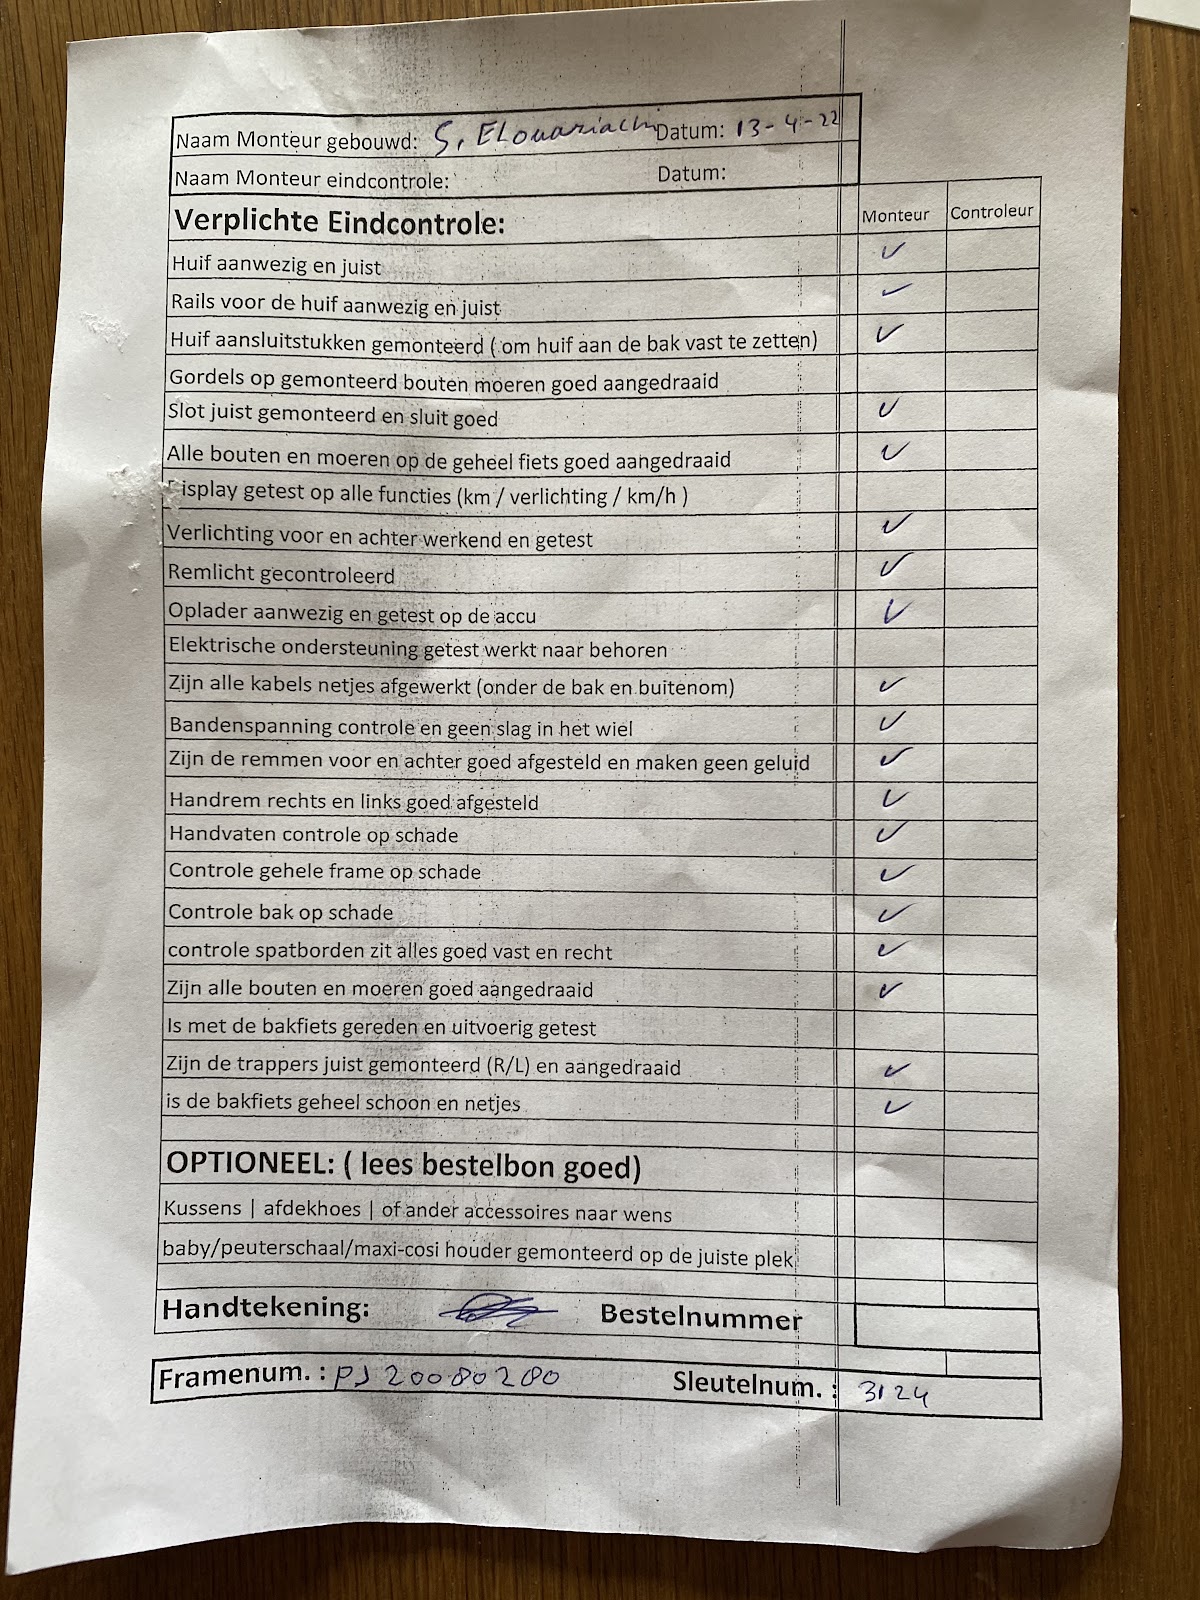 Naam Monteur gebouwd: S. ELouariachi Datum: 13-4-22
Naam Monteur eindcontrole: Datum:
Verplichte Eindcontrole: Monteur Controleur
Huif aanwezig en juist ✓
Rails voor de huif aanwezig en juist ✓
Huif aansluitstukken gemonteerd ( om huif aan de bak vast te zetten) ✓
Gordels op gemonteerd bouten moeren goed aangedraaid
Slot juist gemonteerd en sluit goed ✓
Alle bouten en moeren op de geheel fiets goed aangedraaid ✓
Display getest op alle functies (km / verlichting / km/h )
Verlichting voor en achter werkend en getest ✓
Remlicht gecontroleerd ✓
Oplader aanwezig en getest op de accu ✓
Elektrische ondersteuning getest werkt naar behoren
Zijn alle kabels netjes afgewerkt (onder de bak en buitenom) ✓
Bandenspanning controle en geen slag in het wiel ✓
Zijn de remmen voor en achter goed afgesteld en maken geen geluid ✓
Handrem rechts en links goed afgesteld ✓
Handvaten controle op schade ✓
Controle gehele frame op schade ✓
Controle bak op schade ✓
controle spatborden zit alles goed vast en recht ✓
Zijn alle bouten en moeren goed aangedraaid ✓
Is met de bakfiets gereden en uitvoerig getest
Zijn de trappers juist gemonteerd (R/L) en aangedraaid ✓
is de bakfiets geheel schoon en netjes ✓
OPTIONEEL: ( lees bestelbon goed)
Kussens | afdekhoes | of ander accessoires naar wens
baby/peuterschaal/maxi-cosi houder gemonteerd op de juiste plek
Handtekening: Bestelnummer
Framenum. : PJ 20080280 Sleutelnum. : 3124